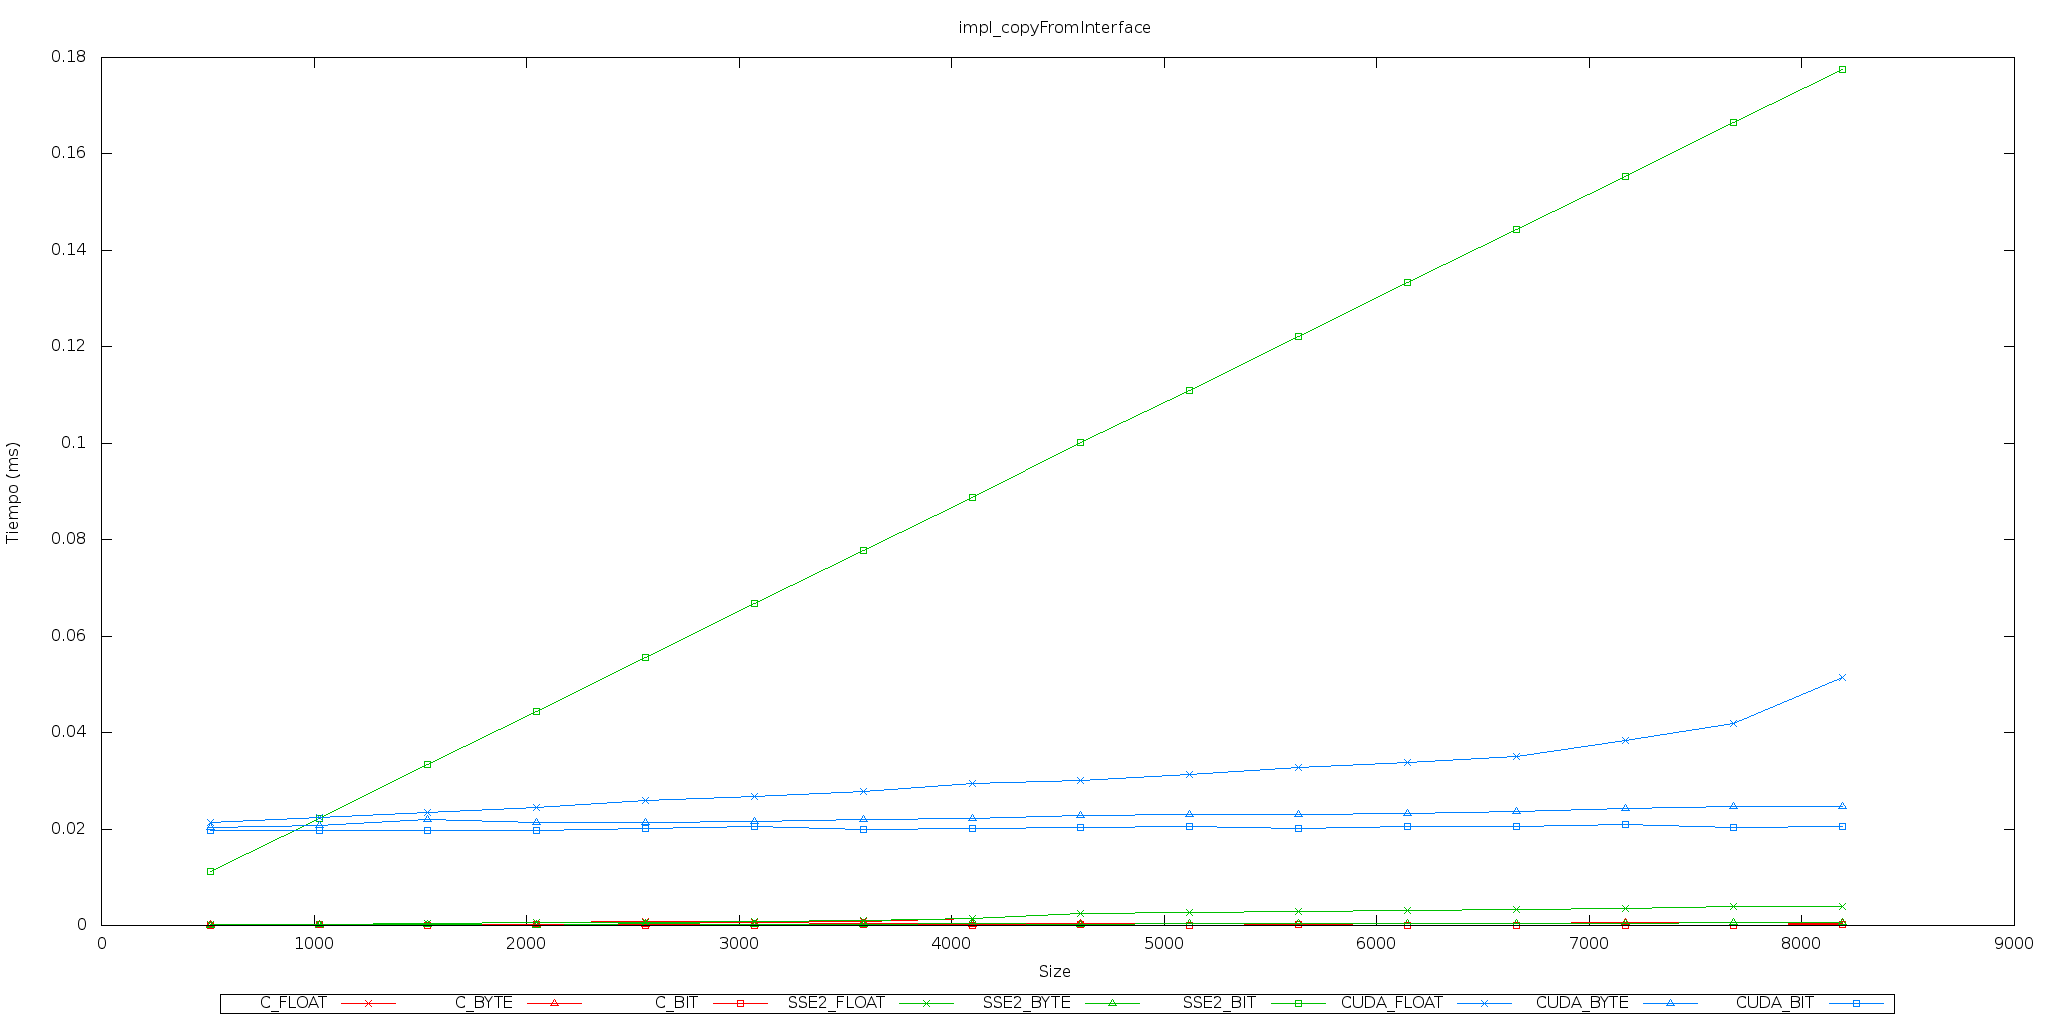 impl_copyFromInterface
0.18
0.16
0.14
0.12
0.1
0.08
0.06
0.04
0.02
0
Tiempo (ms)
0 1000 2000 3000 4000 5000 6000 7000 8000 9000
Size
C_FLOAT C_BYTE C_BIT SSE2_FLOAT SSE2_BYTE SSE2_BIT CUDA_FLOAT CUDA_BYTE CUDA_BIT